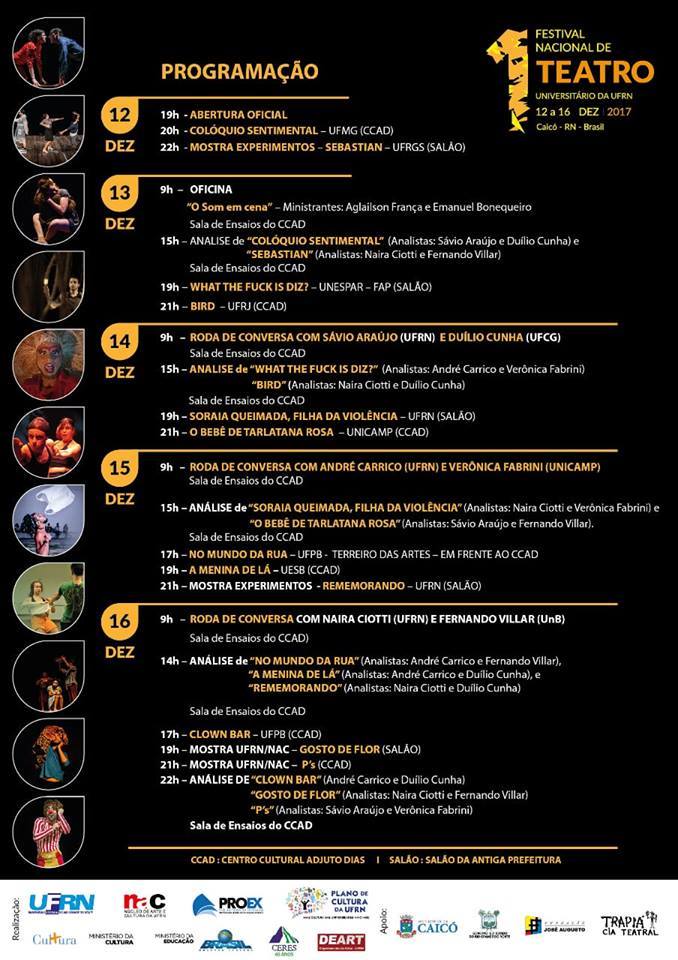 PROGRAMAÇÃO
1
FESTIVAL
NACIONAL DE
TEATRO
UNIVERSITÁRIO DA UFRN
12 a 16 DEZ | 2017
Caicó - RN - Brasil
12
DEZ
19h - ABERTURA OFICIAL
20h - COLÓQUIO SENTIMENTAL – UFMG (CCAD)
22h - MOSTRA EXPERIMENTOS – SEBASTIAN – UFRGS (SALÃO)
13
DEZ
9h – OFICINA
"O Som em cena" – Ministrantes: Aglailson França e Emanuel Bonequeiro
Sala de Ensaios do CCAD
15h – ANALISE de "COLÓQUIO SENTIMENTAL" (Analistas: Sávio Araújo e Duílio Cunha) e
"SEBASTIAN" (Analistas: Naira Ciotti e Fernando Villar)
Sala de Ensaios do CCAD
19h – WHAT THE FUCK IS DIZ? – UNESPAR – FAP (SALÃO)
21h – BIRD – UFRJ (CCAD)
14
DEZ
9h – RODA DE CONVERSA COM SÁVIO ARAÚJO (UFRN) E DUÍLIO CUNHA (UFCG)
Sala de Ensaios do CCAD
15h – ANALISE de "WHAT THE FUCK IS DIZ?" (Analistas: André Carrico e Verônica Fabrini)
"BIRD" (Analistas: Naira Ciotti e Duílio Cunha)
Sala de Ensaios do CCAD
19h – SORAIA QUEIMADA, FILHA DA VIOLÊNCIA – UFRN (SALÃO)
21h – O BEBÊ DE TARLATANA ROSA – UNICAMP (CCAD)
15
DEZ
9h – RODA DE CONVERSA COM ANDRÉ CARRICO (UFRN) E VERÔNICA FABRINI (UNICAMP)
Sala de Ensaios do CCAD
15h – ANÁLISE de "SORAIA QUEIMADA, FILHA DA VIOLÊNCIA" (Analistas: Naira Ciotti e Verônica Fabrini) e
"O BEBÊ DE TARLATANA ROSA" (Analistas: Sávio Araújo e Fernando Villar).
Sala de Ensaios do CCAD
17h – NO MUNDO DA RUA – UFPB - TERREIRO DAS ARTES – EM FRENTE AO CCAD
19h – A MENINA DE LÁ – UESB (CCAD)
21h – MOSTRA EXPERIMENTOS - REMEMORANDO – UFRN (SALÃO)
16
DEZ
9h – RODA DE CONVERSA COM NAIRA CIOTTI (UFRN) E FERNANDO VILLAR (UnB)
Sala de Ensaios do CCAD)
14h – ANÁLISE de "NO MUNDO DA RUA" (Analistas: André Carrico e Fernando Villar),
"A MENINA DE LÁ" (Analistas: André Carrico e Duílio Cunha), e
"REMEMORANDO" (Analistas: Naira Ciotti e Duílio Cunha)
Sala de Ensaios do CCAD
17h – CLOWN BAR – UFPB (CCAD)
19h – MOSTRA UFRN/NAC – GOSTO DE FLOR (SALÃO)
21h – MOSTRA UFRN/NAC – P's (CCAD)
22h – ANÁLISE DE "CLOWN BAR" (André Carrico e Duílio Cunha)
"GOSTO DE FLOR" (Analistas: Naira Ciotti e Fernando Villar)
"P's" (Analistas: Sávio Araújo e Verônica Fabrini)
Sala de Ensaios do CCAD
CCAD : CENTRO CULTURAL ADJUTO DIAS I SALÃO : SALÃO DA ANTIGA PREFEITURA
Realização:
UFRN
nac
NÚCLEO DE ARTE E
CULTURA DA UFRN
PROEX
PLANO DE
CULTURA
DA UFRN
Cultura
MINISTÉRIO DA
CULTURA
MINISTÉRIO DA
EDUCAÇÃO
BRASIL
CERES
DEART
Apoio:
CAICÓ
JOSÉ AUGUSTO
TRAPIÁ
CIA TEATRAL